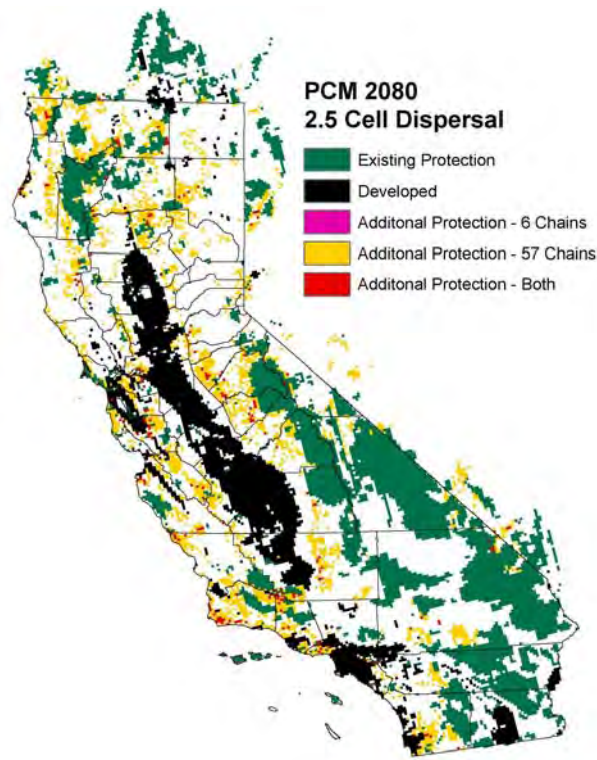 PCM 2080
2.5 Cell Dispersal
Existing Protection
Developed
Additonal Protection - 6 Chains
Additonal Protection - 57 Chains
Additonal Protection - Both